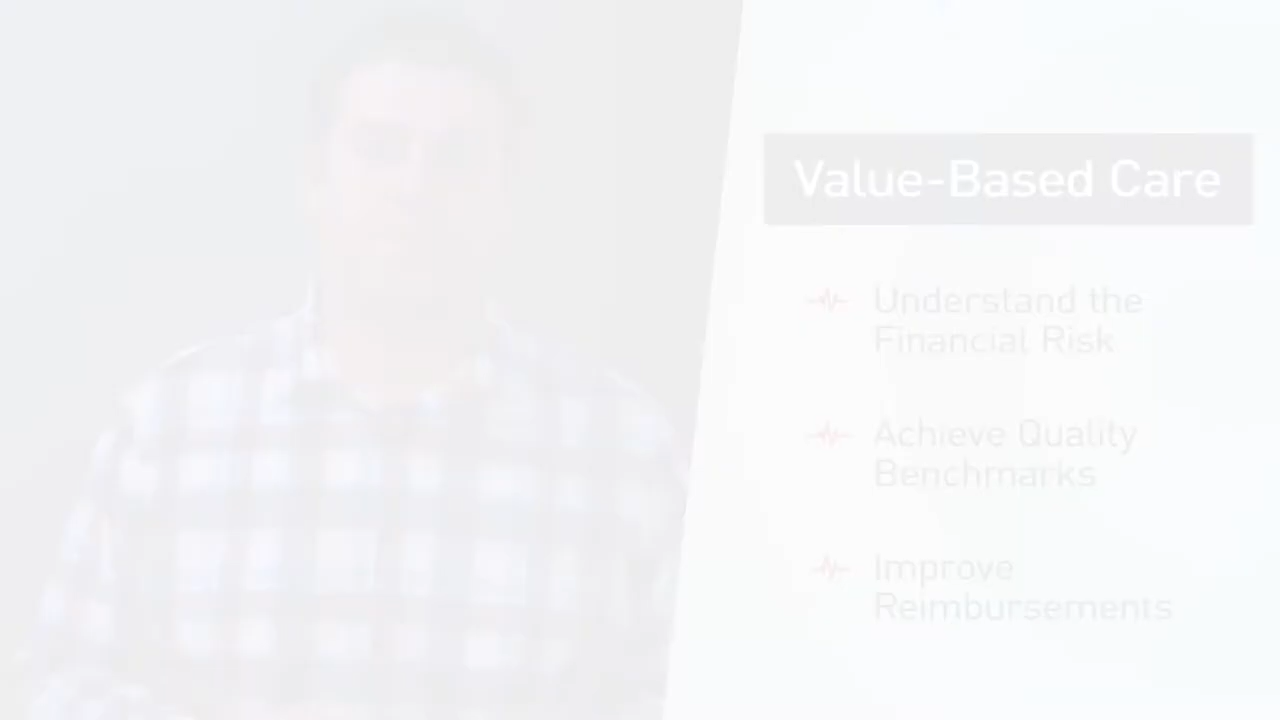 Value-Based Care
Understand the
Financial Risk
Achieve Quality
Benchmarks
Improve
Reimbursements